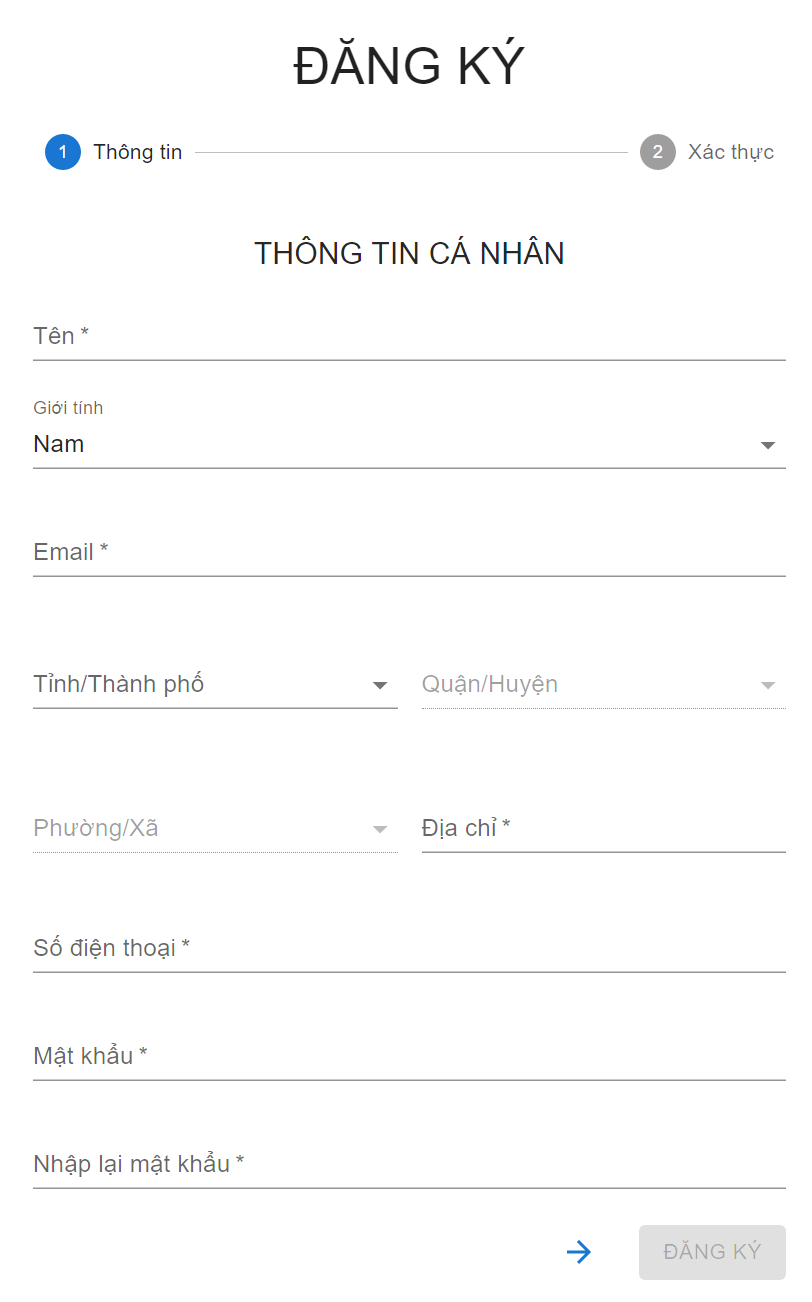 ĐĂNG KÝ
1 Thông tin 2 Xác thực
THÔNG TIN CÁ NHÂN
Tên *
Giới tính
Nam
Email *
Tỉnh/Thành phố Quận/Huyện
Phường/Xã Địa chỉ *
Số điện thoại *
Mật khẩu *
Nhập lại mật khẩu *
ĐĂNG KÝ